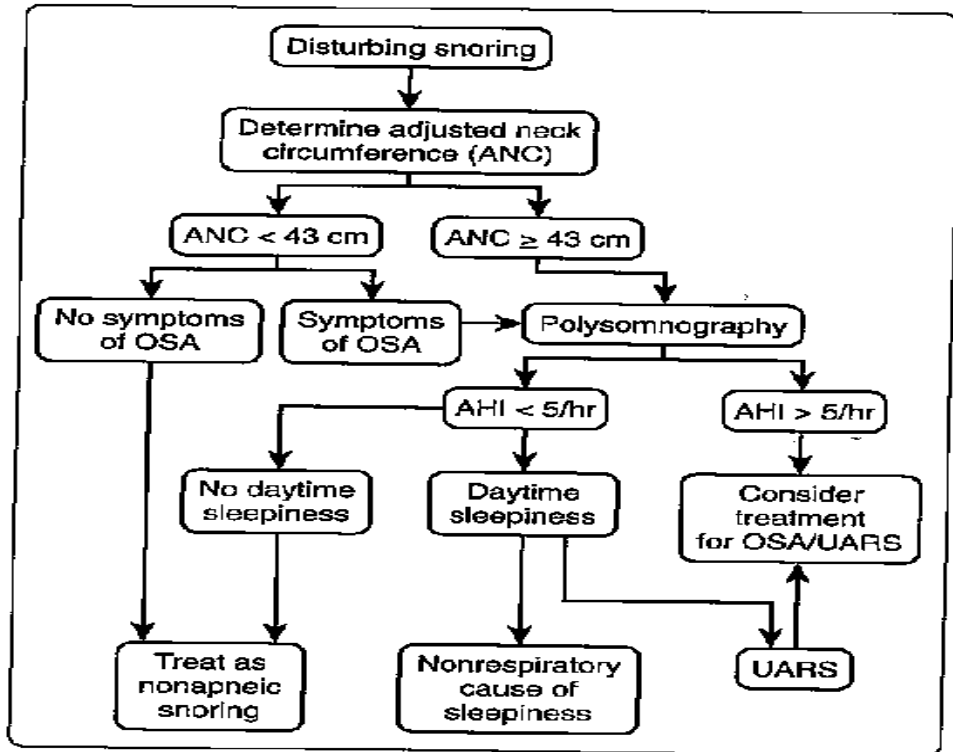 Disturbing snoring
Determine adjusted neck
circumference (ANC)
ANC < 43 cm
ANC ≥ 43 cm
No symptoms
of OSA
Symptoms
of OSA
Polysomnography
AHI < 5/hr
AHI > 5/hr
No daytime
sleepiness
Daytime
sleepiness
Consider
treatment
for OSA/UARS
Treat as
nonapneic
snoring
Nonrespiratory
cause of
sleepiness
UARS